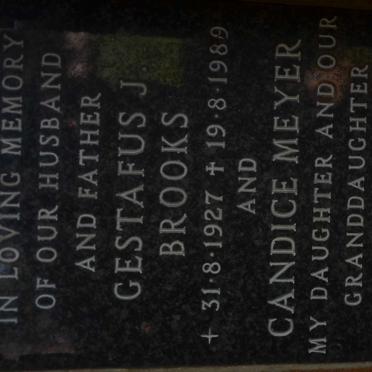 IN LOVING MEMORY
OF OUR HUSBAND
AND FATHER
GESTAFUS J.
BROOKS
+ 31·8·1927 ✝ 19·8·1989
AND
CANDICE MEYER
MY DAUGHTER AND OUR
GRANDDAUGHTER